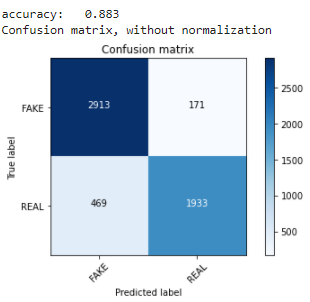 accuracy:   0.883
Confusion matrix, without normalization
Confusion matrix
FAKE
2913
171
REAL
469
1933
True label
FAKE
REAL
Predicted label
2500
2000
1500
1000
500